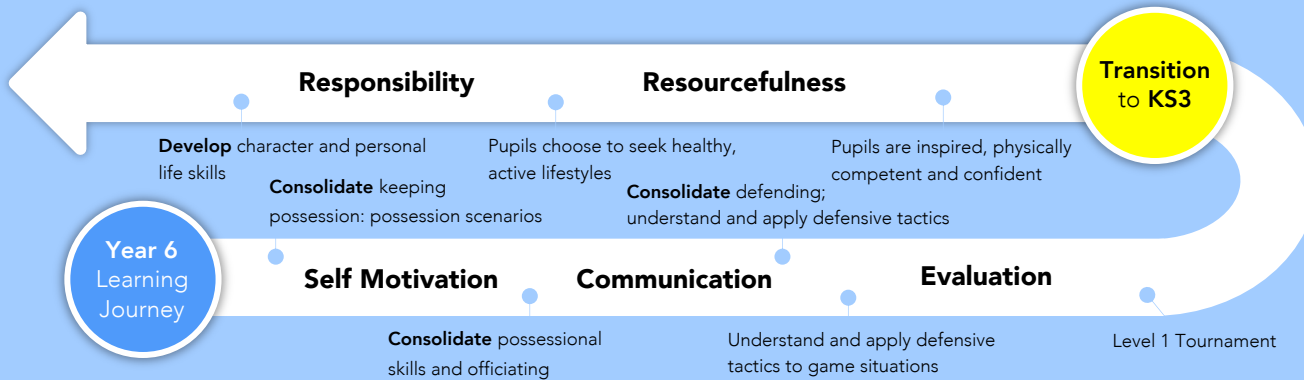 Responsibility
Resourcefulness
Transition
to KS3
Develop character and personal
life skills
Pupils choose to seek healthy,
active lifestyles
Pupils are inspired, physically
competent and confident
Consolidate keeping
possession: possession scenarios
Consolidate defending;
understand and apply defensive tactics
Year 6
Learning
Journey
Self Motivation
Communication
Evaluation
Consolidate possessional
skills and officiating
Understand and apply defensive
tactics to game situations
Level 1 Tournament